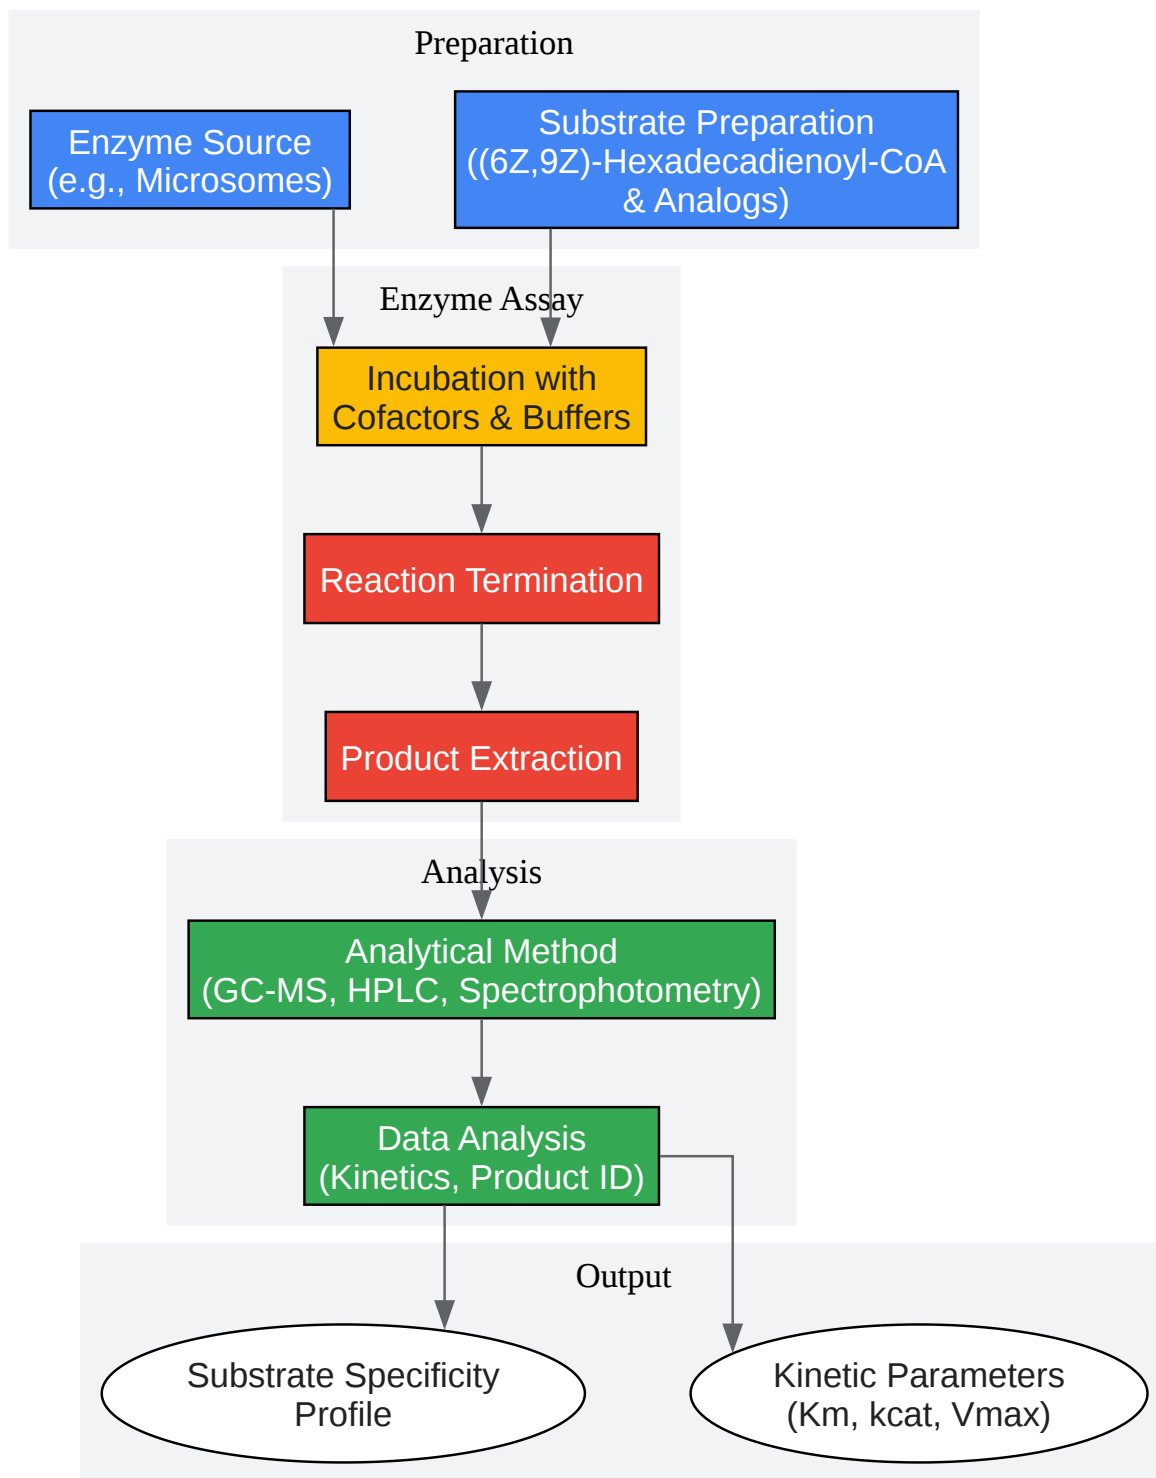 Preparation
Enzyme Source
(e.g., Microsomes)
Substrate Preparation
((6Z,9Z)-Hexadecadienoyl-CoA
& Analogs)
Enzyme Assay
Incubation with
Cofactors & Buffers
Reaction Termination
Product Extraction
Analysis
Analytical Method
(GC-MS, HPLC, Spectrophotometry)
Data Analysis
(Kinetics, Product ID)
Output
Substrate Specificity
Profile
Kinetic Parameters
(Km, kcat, Vmax)